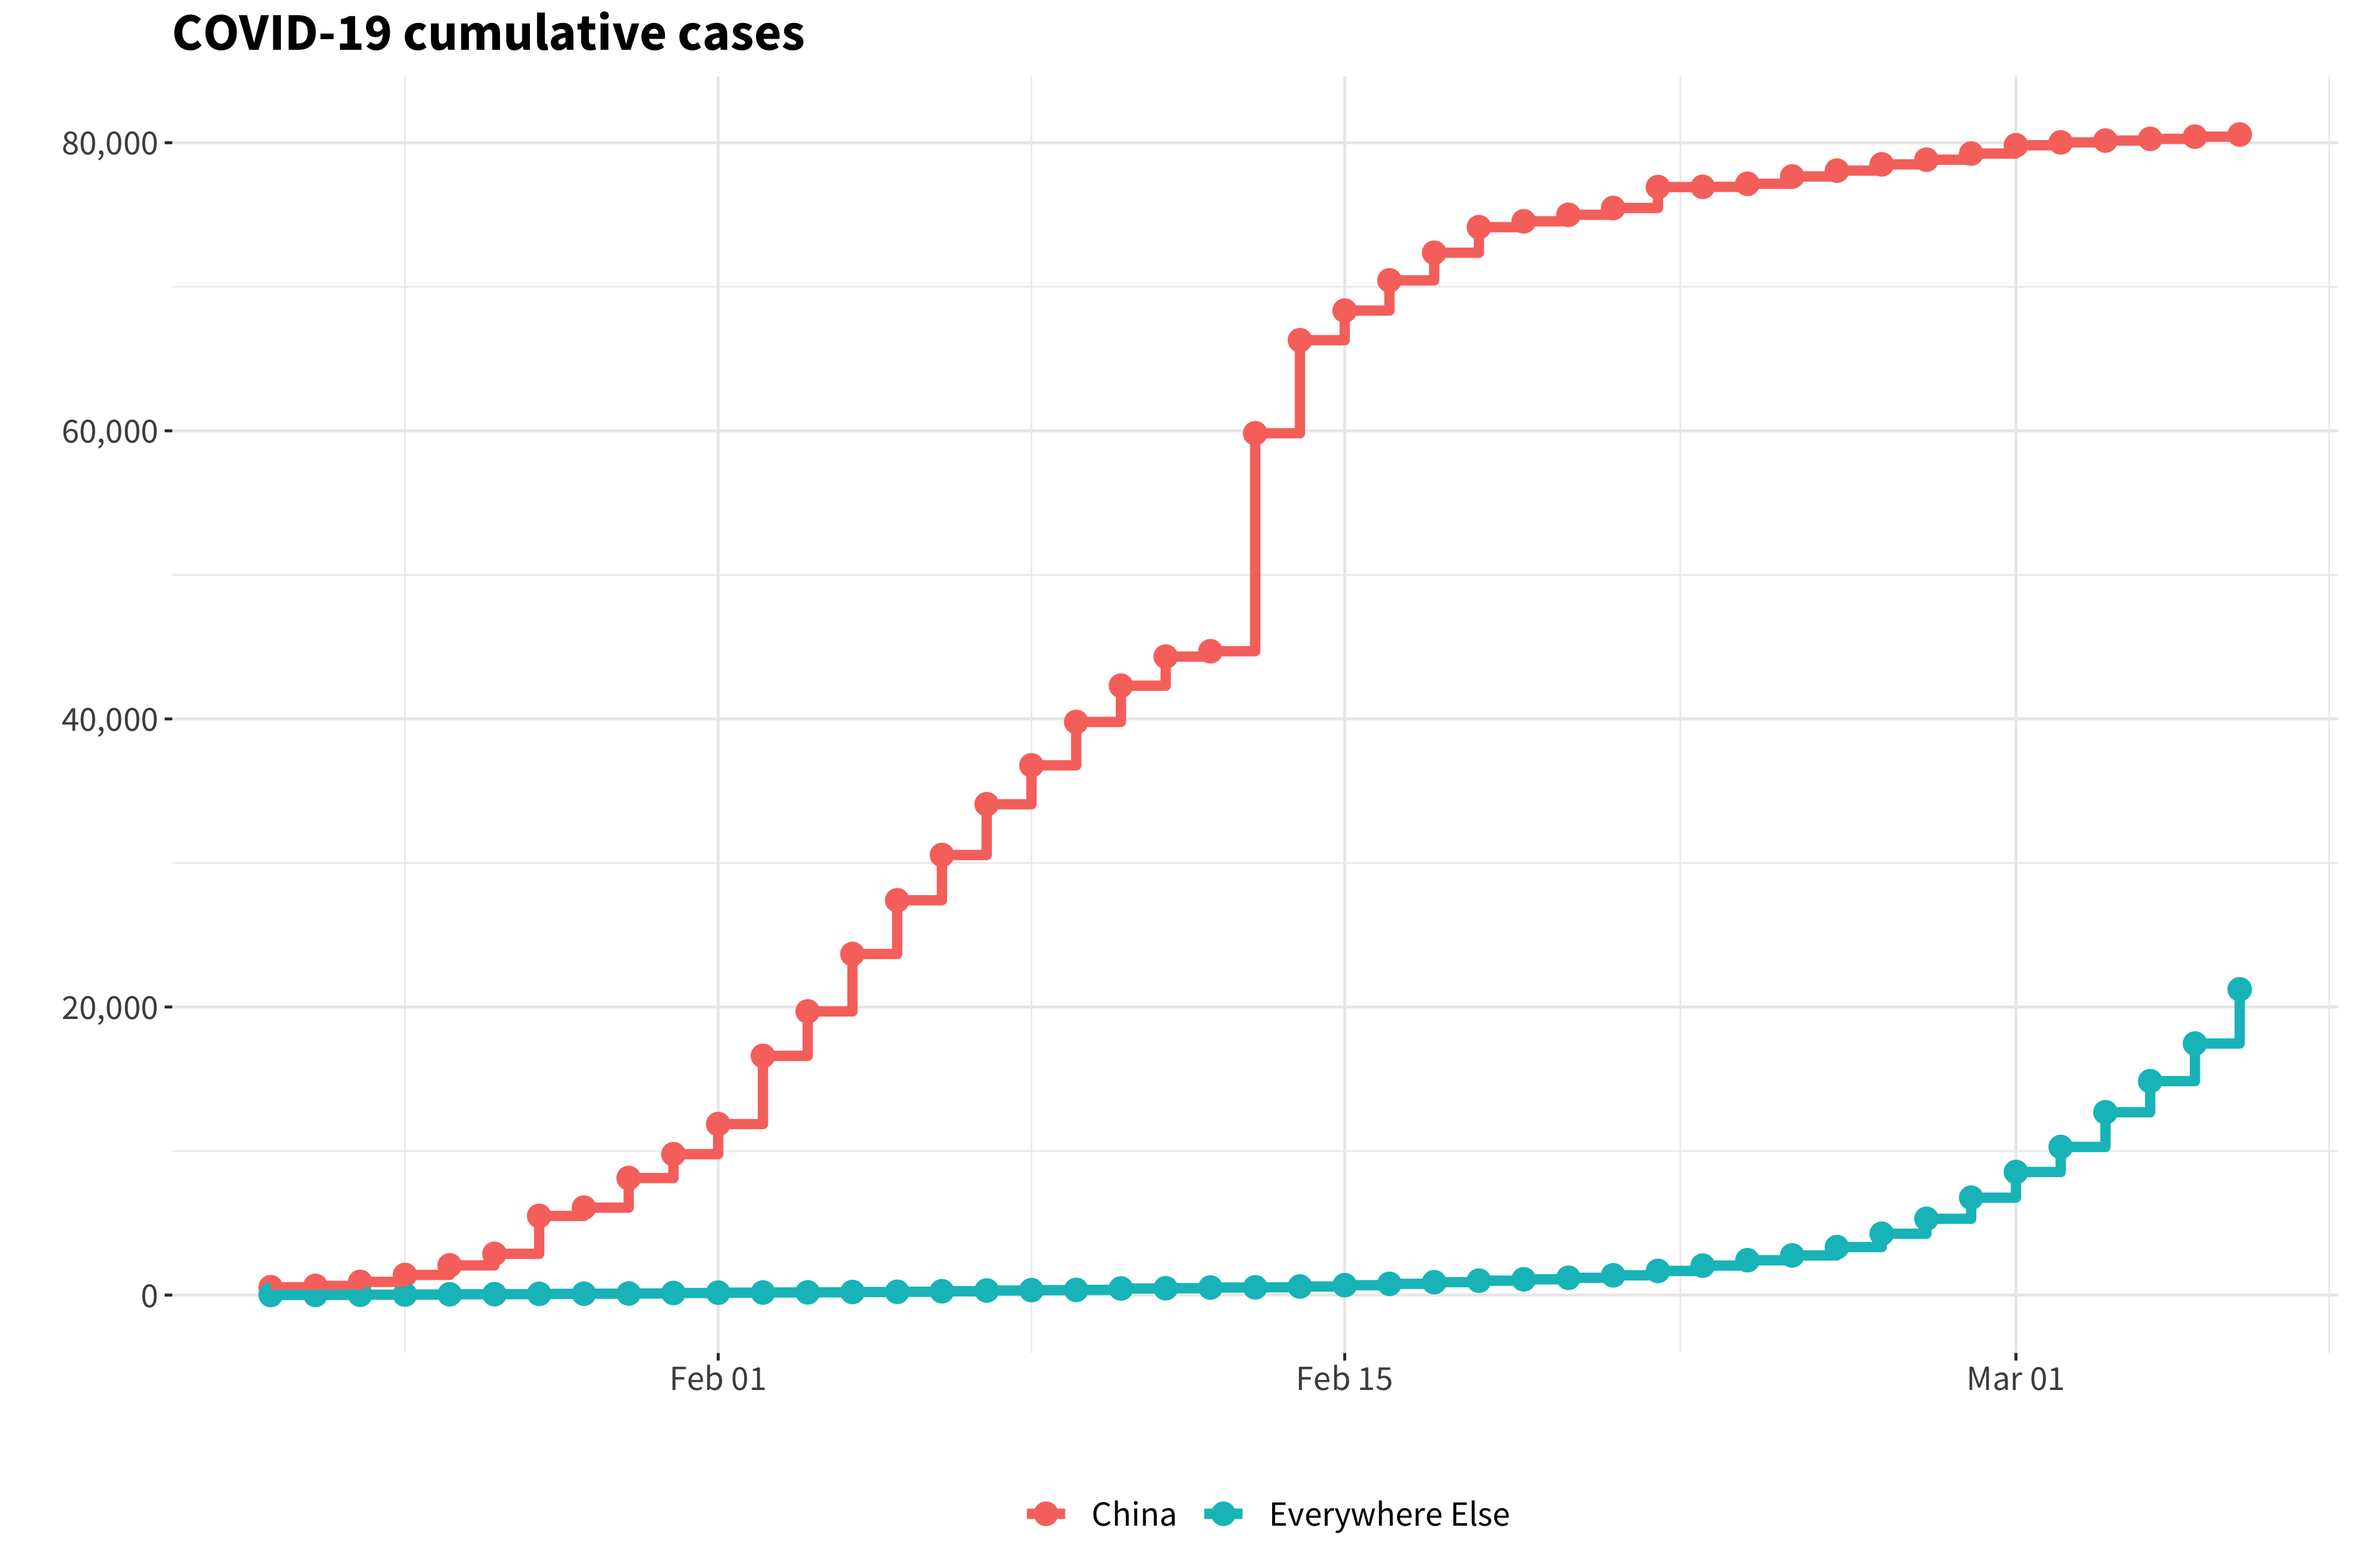 COVID-19 cumulative cases
80,000
60,000
40,000
20,000
0
Feb 01 Feb 15 Mar 01
China Everywhere Else